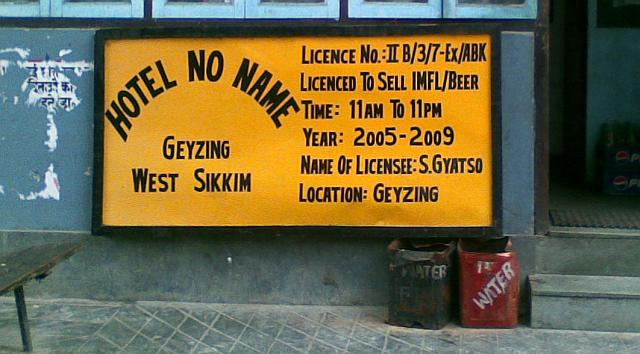 HOTEL NO NAME
GEYZING
WEST SIKKIM
LICENCE NO.: II B/3/7-EX/ABK
LICENCED TO SELL IMFL/BEER
TIME: 11AM TO 11PM
YEAR: 2005-2009
NAME OF LICENSEE: S.GYATSO
LOCATION: GEYZING
WATER
WATER